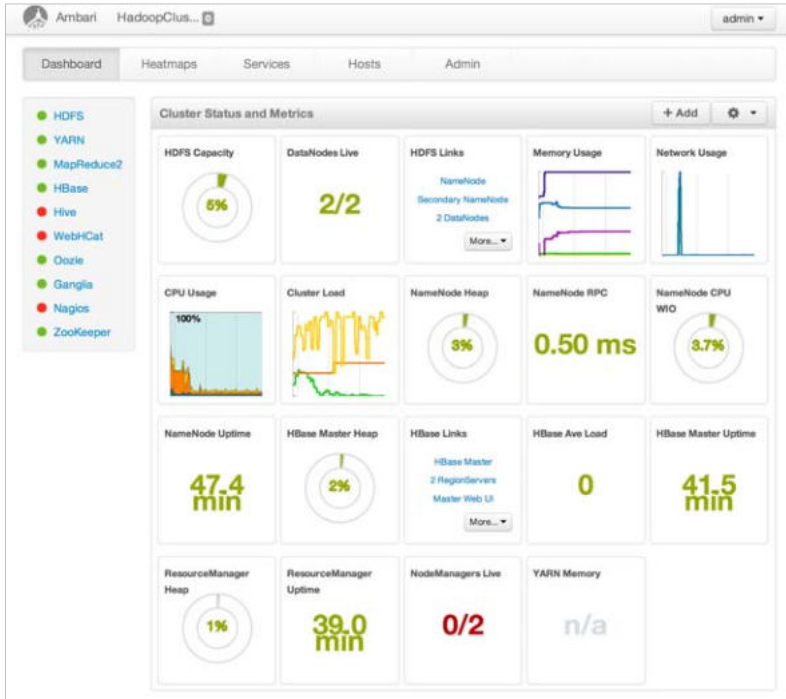 Ambari HadoopClus... 0 admin
Dashboard Heatmaps Services Hosts Admin
HDFS
YARN
MapReduce2
HBase
Hive
WebHCat
Oozie
Ganglia
Nagios
ZooKeeper
Cluster Status and Metrics + Add
HDFS Capacity
5%
DataNodes Live
2/2
HDFS Links
NameNode
Secondary NameNode
2 DataNodes
More...
Memory Usage
Network Usage
CPU Usage
100%
Cluster Load
NameNode Heap
3%
NameNode RPC
0.50 ms
NameNode CPU
WIO
3.7%
NameNode Uptime
47.4
min
HBase Master Heap
2%
HBase Links
HBase Master
2 RegionServers
Master Web UI
More...
HBase Ave Load
0
HBase Master Uptime
41.5
min
ResourceManager
Heap
1%
ResourceManager
Uptime
39.0
min
NodeManagers Live
0/2
YARN Memory
n/a